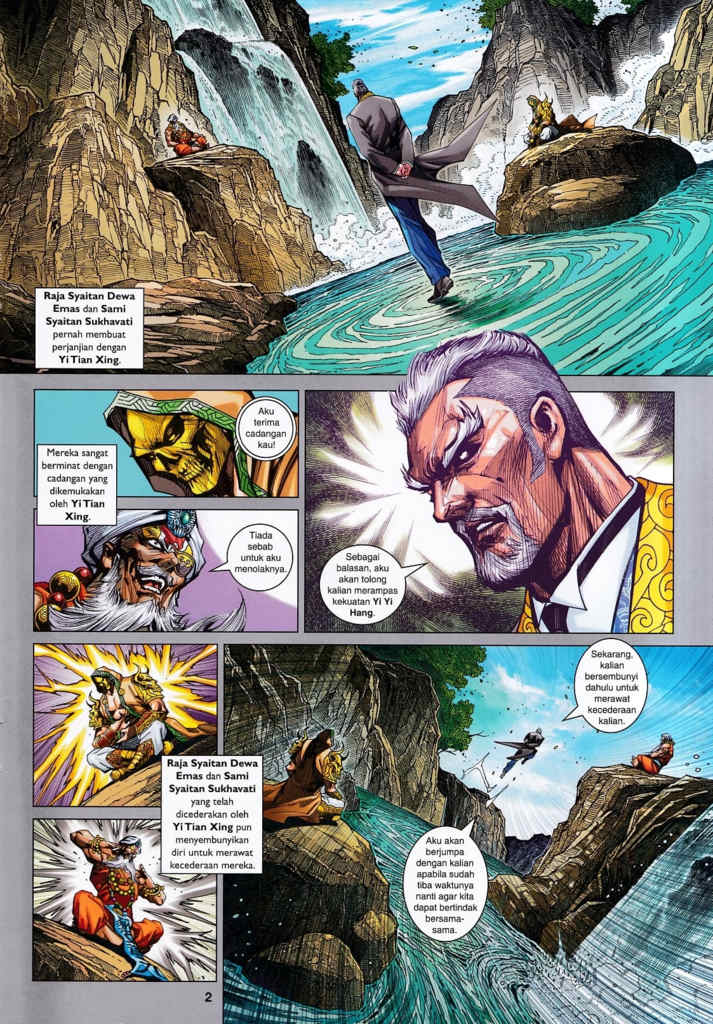 Raja Syaitan Dewa
Emas dan Sami
Syaitan Sukhavati
pernah membuat
perjanjian dengan
Yi Tian Xing.
Aku
terima
cadangan
kau!
Mereka sangat
berminat dengan
cadangan yang
dikemukakan
oleh Yi Tian
Xing.
Tiada
sebab
untuk aku
menolaknya.
Sebagai
balasan, aku
akan tolong
kalian merampas
kekuatan Yi Yi
Hang.
Sekarang,
kalian
bersembunyi
dahulu untuk
merawat
kecederaan
kalian.
Raja Syaitan Dewa
Emas dan Sami
Syaitan Sukhavati
yang telah
dicederakan oleh
Yi Tian Xing pun
menyembunyikan
diri untuk merawat
kecederaan mereka.
Aku akan
berjumpa
dengan kalian
apabila sudah
tiba waktunya
nanti agar kita
dapat bertindak
bersama-
sama.
2